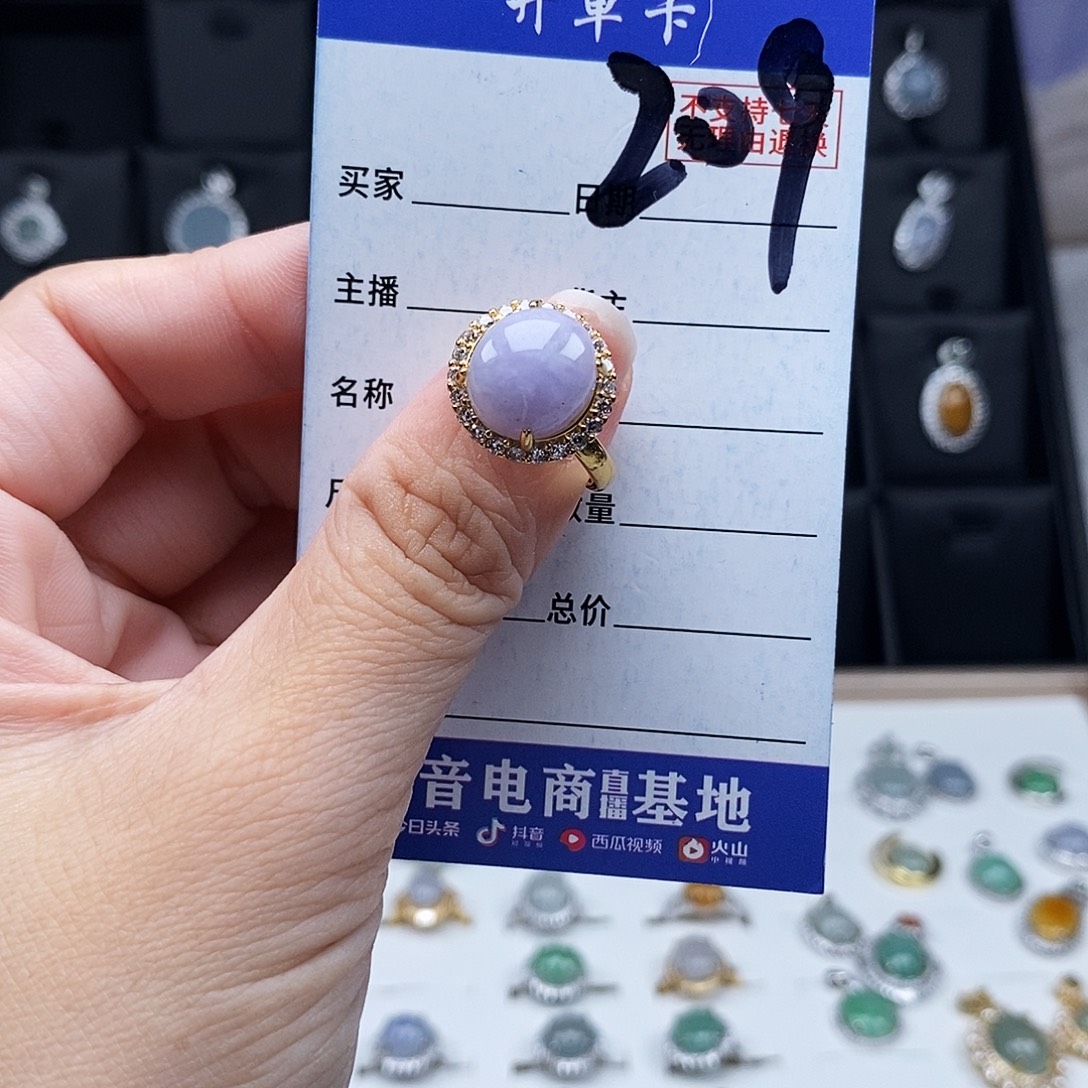 开单卡
209
不支持七天
无理由退换
买家 日期
主播
名称
数量
总价
音电商直播基地
今日头条 抖音 西瓜视频 火山